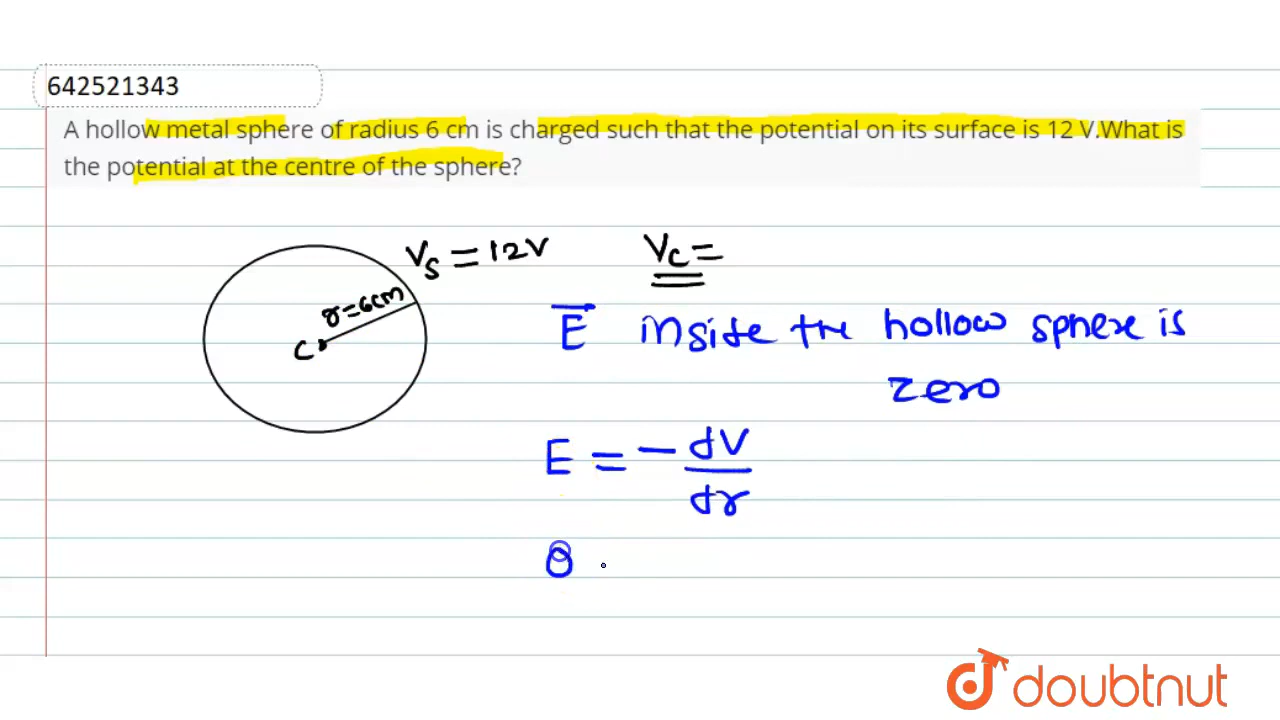 642521343
A hollow metal sphere of radius 6 cm is charged such that the potential on its surface is 12 V.What is
the potential at the centre of the sphere?
Vs = 12V
Vc =
r=6cm
C
E inside the hollow sphere is
zero
E = - dV
dr
0
doubtnut